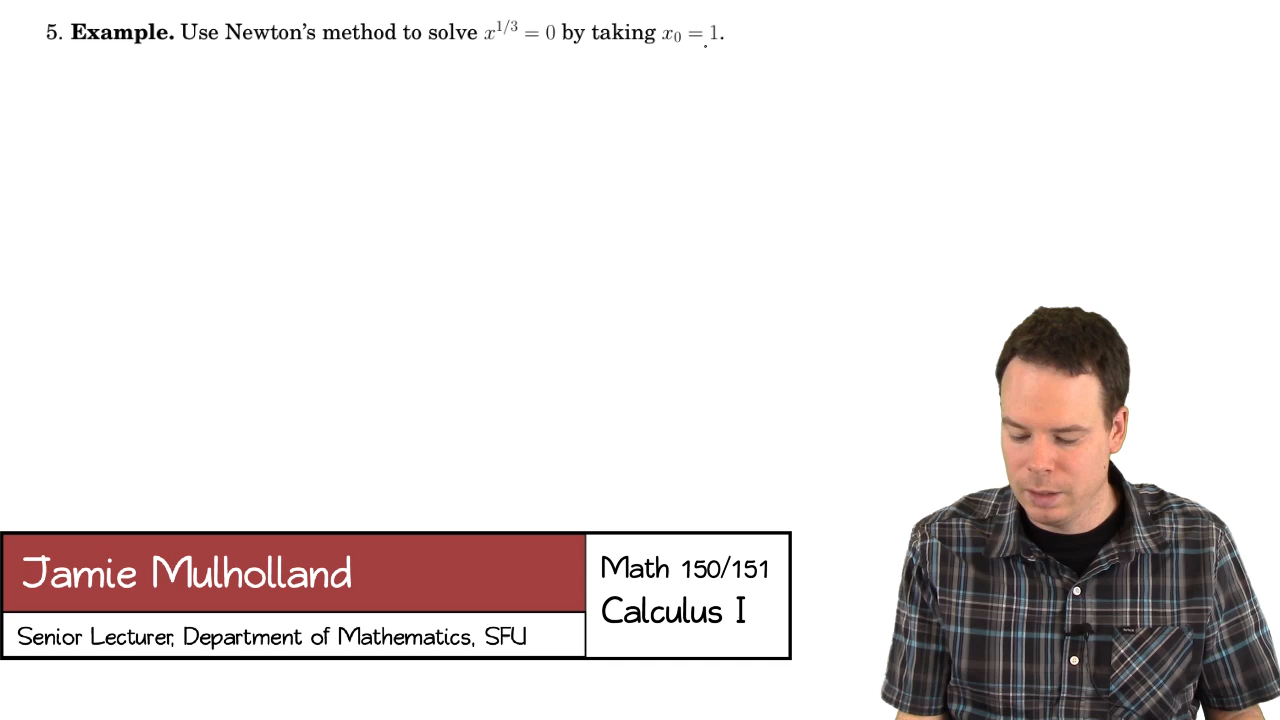 5. Example. Use Newton's method to solve x^{1/3} = 0 by taking x_0 = 1.
Jamie Mulholland
Senior Lecturer, Department of Mathematics, SFU
Math 150/151
Calculus I